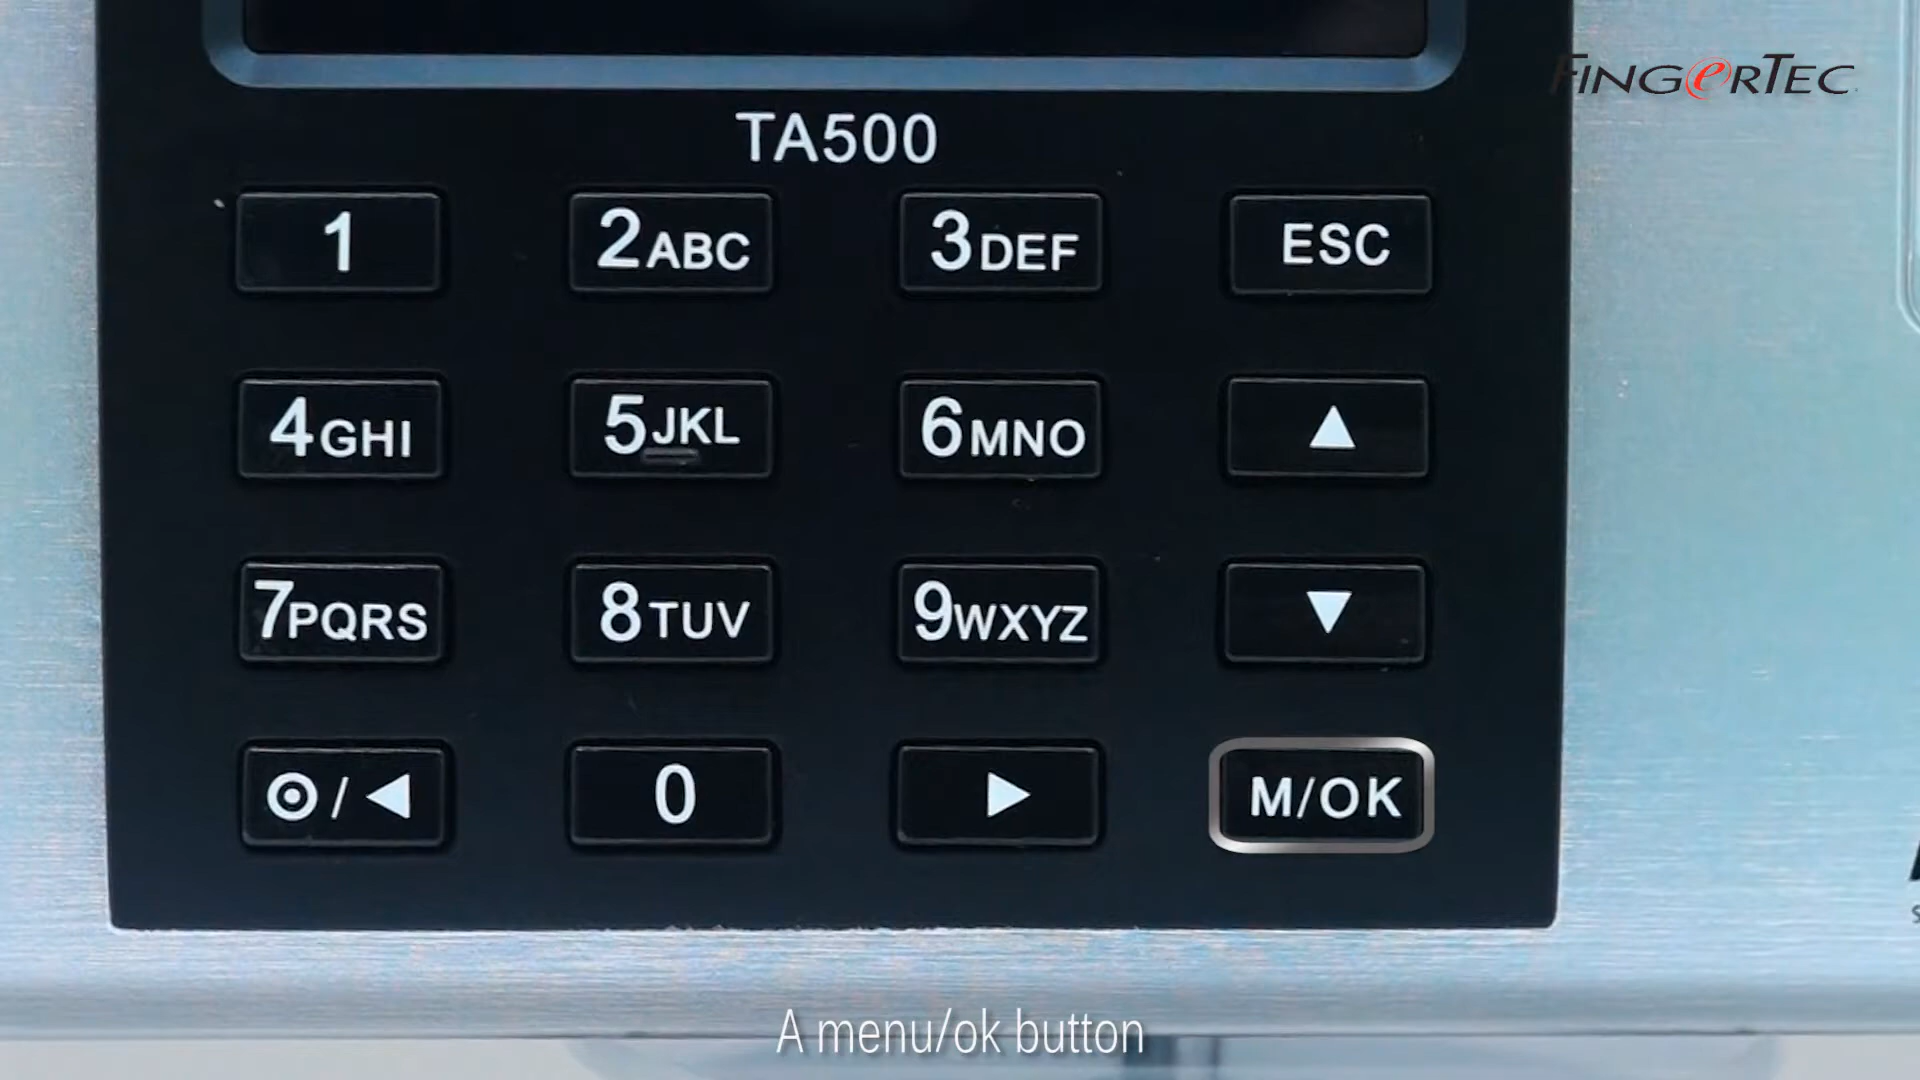 FINGERTEC
TA500
1 2ABC 3DEF ESC
4GHI 5JKL 6MNO
7PQRS 8TUV 9WXYZ
/ 0 M/OK
A menu/ok button